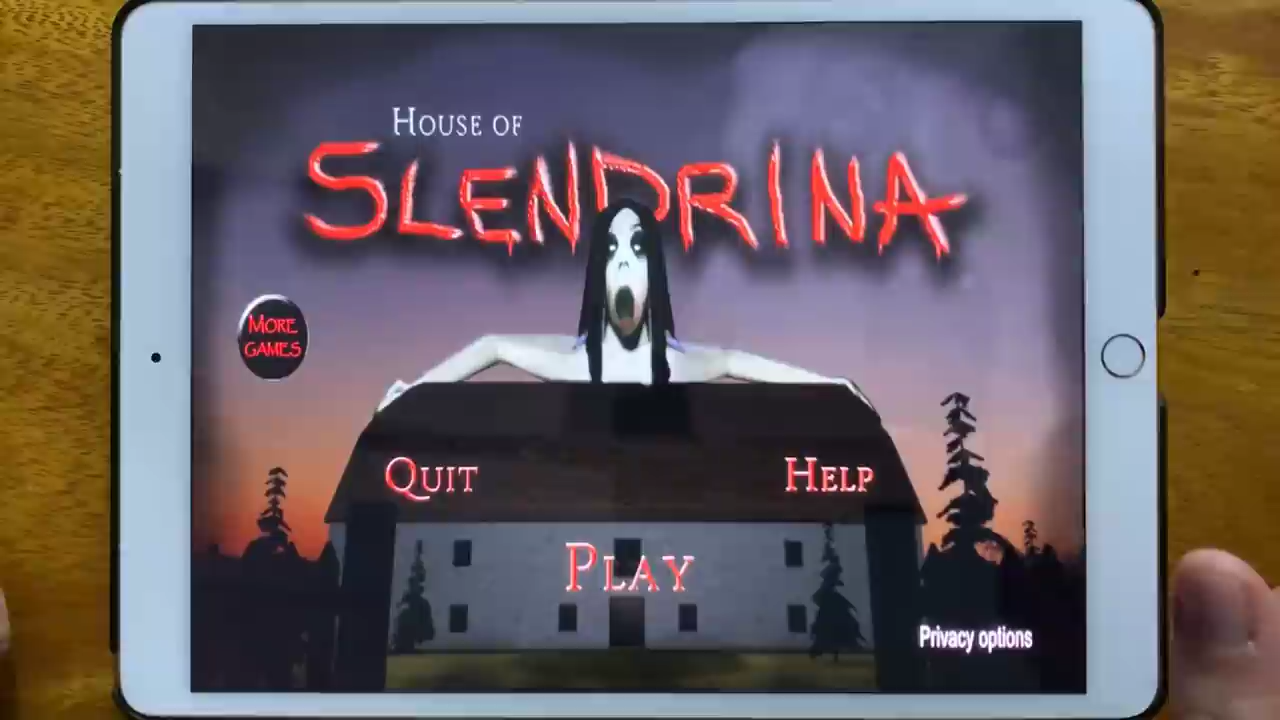 House of
Slendrina
More
games
Quit
Help
Play
Privacy options